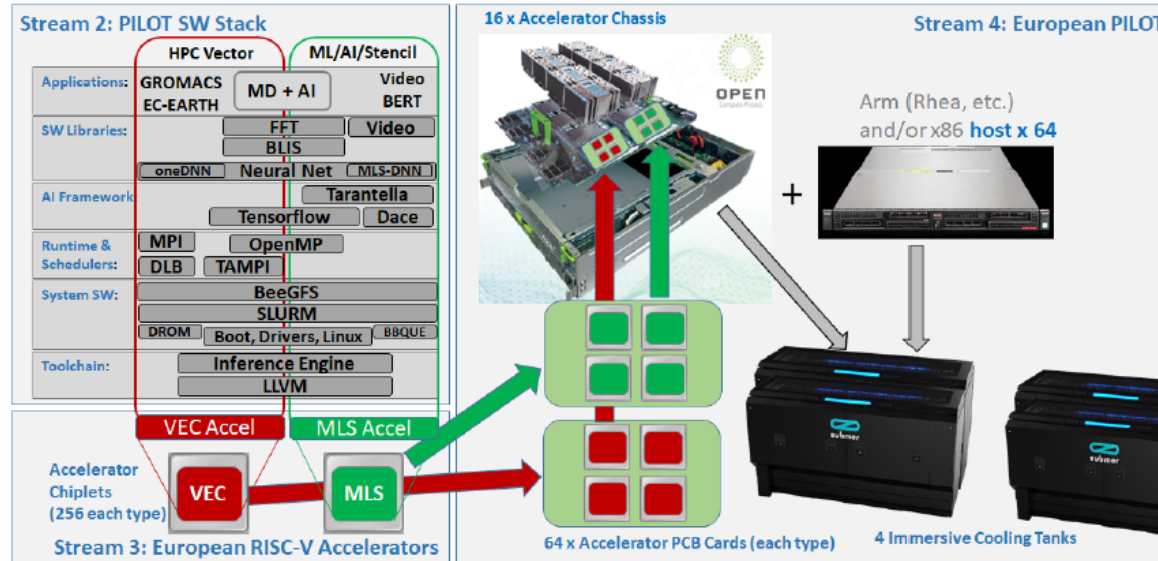 Stream 2: PILOT SW Stack
HPC Vector
ML/AI/Stencil
Applications:
GROMACS
EC-EARTH
MD + AI
Video
BERT
SW Libraries:
FFT
Video
BLIS
oneDNN
Neural Net
MLS-DNN
AI Framework
Tarantella
Tensorflow
Dace
Runtime &
Schedulers:
MPI
OpenMP
DLB
TAMPI
System SW:
BeeGFS
SLURM
DROM
Boot, Drivers, Linux
BBQUE
Toolchain:
Inference Engine
LLVM
VEC Accel
MLS Accel
Accelerator
Chiplets
(256 each type)
VEC
MLS
Stream 3: European RISC-V Accelerators
16 x Accelerator Chassis
Stream 4: European PILOT
OPEN
Compute Project
Arm (Rhea, etc.)
and/or x86 host x 64
+
submer
submer
64 x Accelerator PCB Cards (each type)
4 Immersive Cooling Tanks